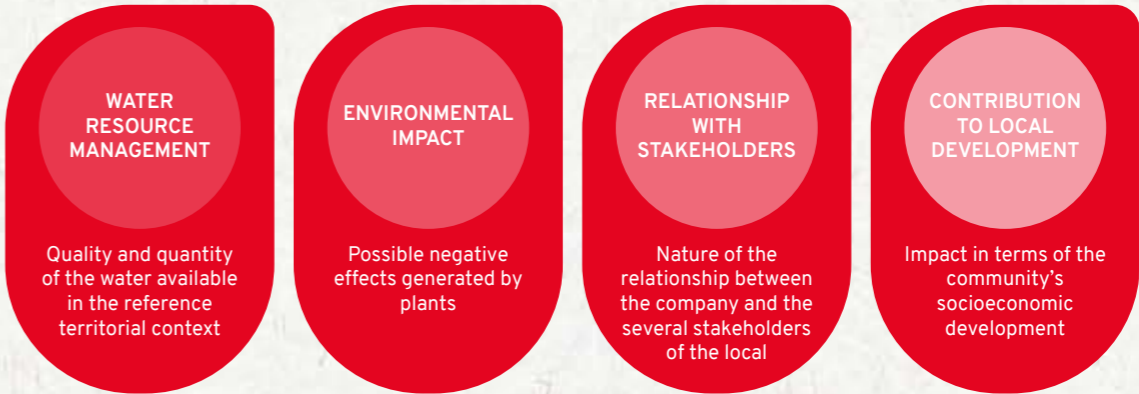 WATER
RESOURCE
MANAGEMENT
Quality and quantity
of the water available
in the reference
territorial context
ENVIRONMENTAL
IMPACT
Possible negative
effects generated by
plants
RELATIONSHIP
WITH
STAKEHOLDERS
Nature of the
relationship between
the company and the
several stakeholders
of the local
CONTRIBUTION
TO LOCAL
DEVELOPMENT
Impact in terms of the
community’s
socioeconomic
development